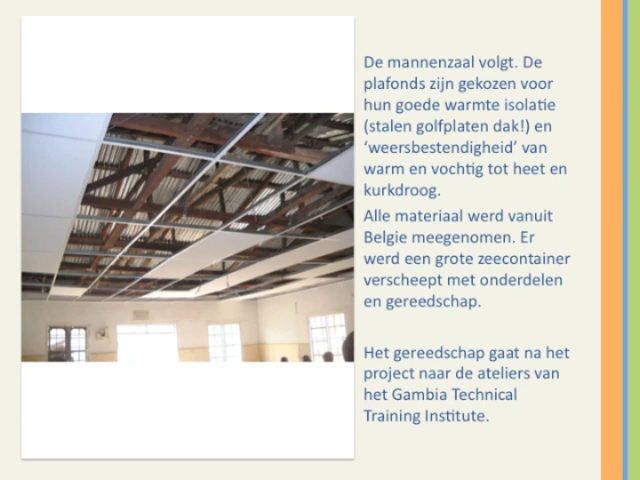 De mannenzaal volgt. De
plafonds zijn gekozen voor
hun goede warmte isolatie
(stalen golfplaten dak!) en
‘weersbestendigheid’ van
warm en vochtig tot heet en
kurkdroog.
Alle materiaal werd vanuit
Belgie meegenomen. Er
werd een grote zeecontainer
verscheept met onderdelen
en gereedschap.
Het gereedschap gaat na het
project naar de ateliers van
het Gambia Technical
Training Institute.